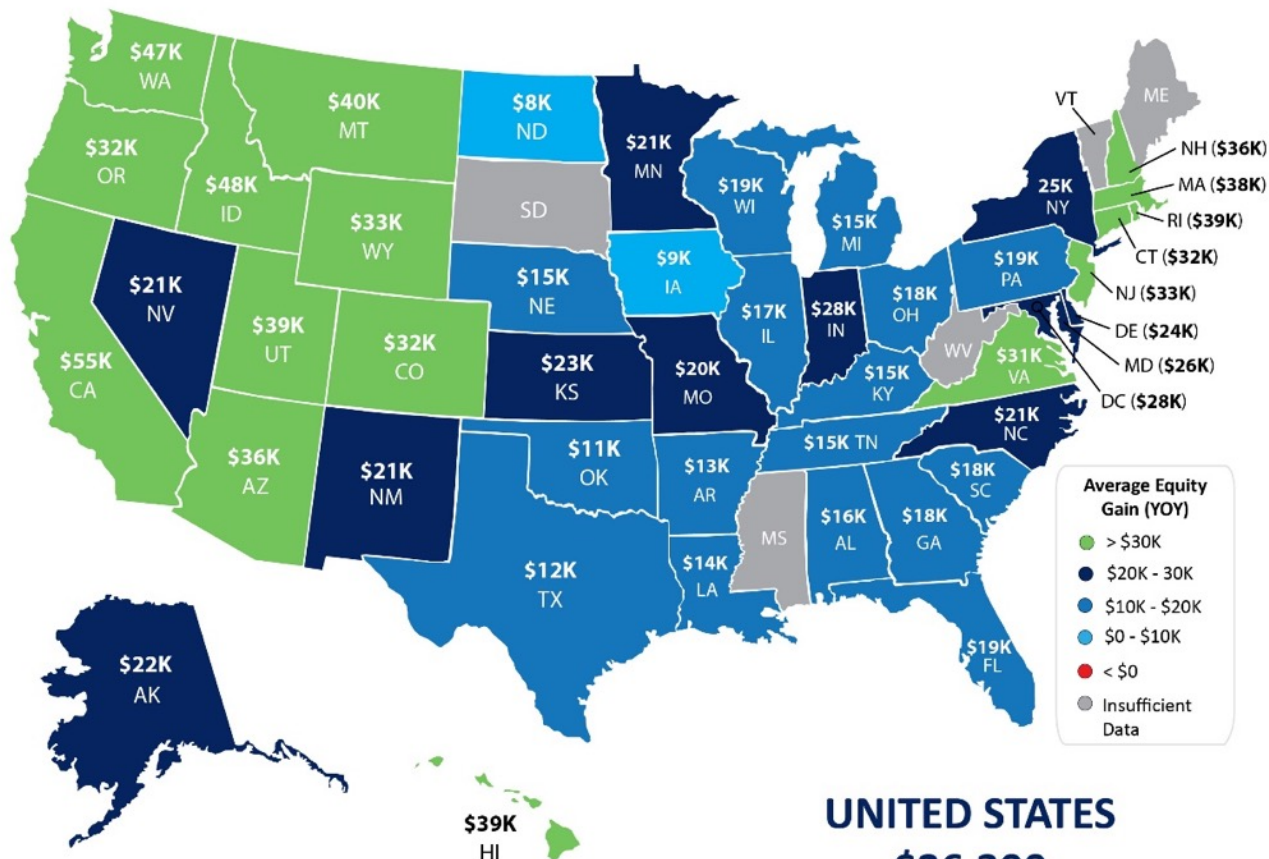 $47K
WA
$32K
OR
$48K
ID
$40K
MT
$33K
WY
$8K
ND
SD
$21K
MN
$19K
WI
$15K
MI
VT
ME
NH ($36K)
MA ($38K)
RI ($39K)
CT ($32K)
NJ ($33K)
DE ($24K)
MD ($26K)
DC ($28K)
25K
NY
$19K
PA
$21K
NV
$39K
UT
$32K
CO
$15K
NE
$9K
IA
$17K
IL
$28K
IN
$18K
OH
WV
$31K
VA
$55K
CA
$23K
KS
$20K
MO
$15K
KY
$21K
NC
$36K
AZ
$21K
NM
$11K
OK
$13K
AR
$15K TN
$18K
SC
$12K
TX
$14K
LA
MS
$16K
AL
$18K
GA
$19K
FL
$22K
AK
$39K
HI
Average Equity
Gain (YOY)
> $30K
$20K - 30K
$10K - $20K
$0 - $10K
< $0
Insufficient
Data
UNITED STATES